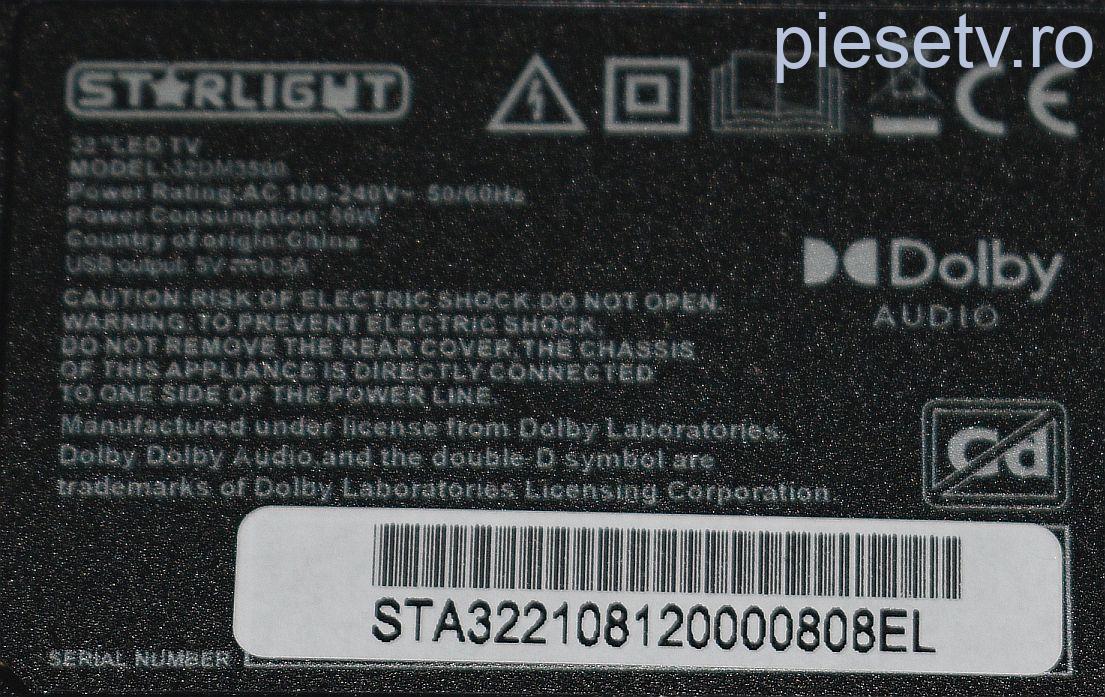 piesetv.ro
STARLIGHT
CE
32"LED TV
MODEL:32DM3500
Power Rating:AC 100-240V~ 50/60Hz
Power Consumption:
Country of origin:China
USB output: 5V⎓0.5A
Dolby
AUDIO
CAUTION:RISK OF ELECTRIC SHOCK.DO NOT OPEN.
WARNING:TO PREVENT ELECTRIC SHOCK,
DO NOT REMOVE THE REAR COVER.THE CHASSIS
OF THIS APPLIANCE IS DIRECTLY CONNECTED
TO ONE SIDE OF THE POWER LINE.
Manufactured under license from Dolby Laboratories.
Dolby Dolby Audio.and the double-D symbol are
trademarks of Dolby Laboratories Licensing Corporation.
Cd
STA322108120000808EL
SERIAL NUMBER